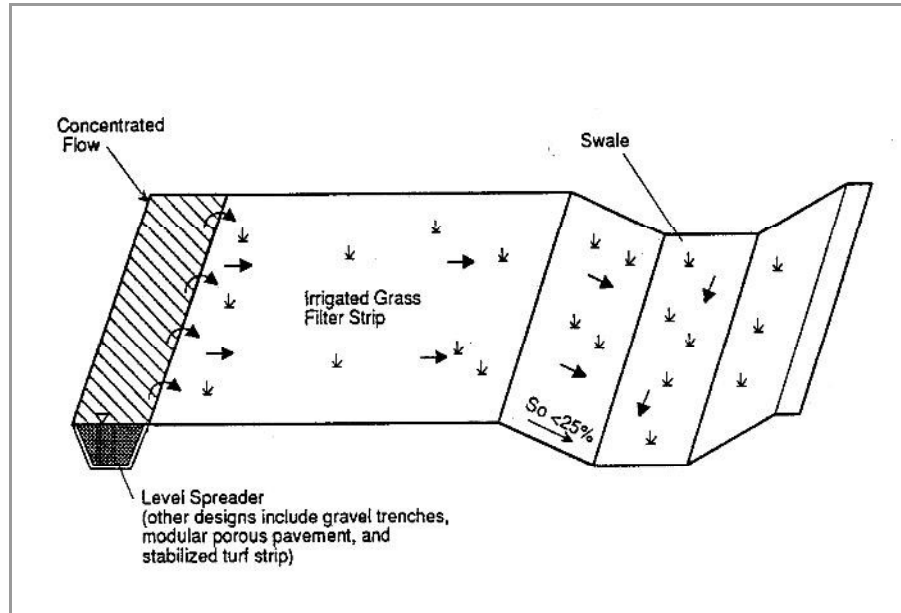 Concentrated
Flow
Swale
Irrigated Grass
Filter Strip
So <25%
Level Spreader
(other designs include gravel trenches,
modular porous pavement, and
stabilized turf strip)